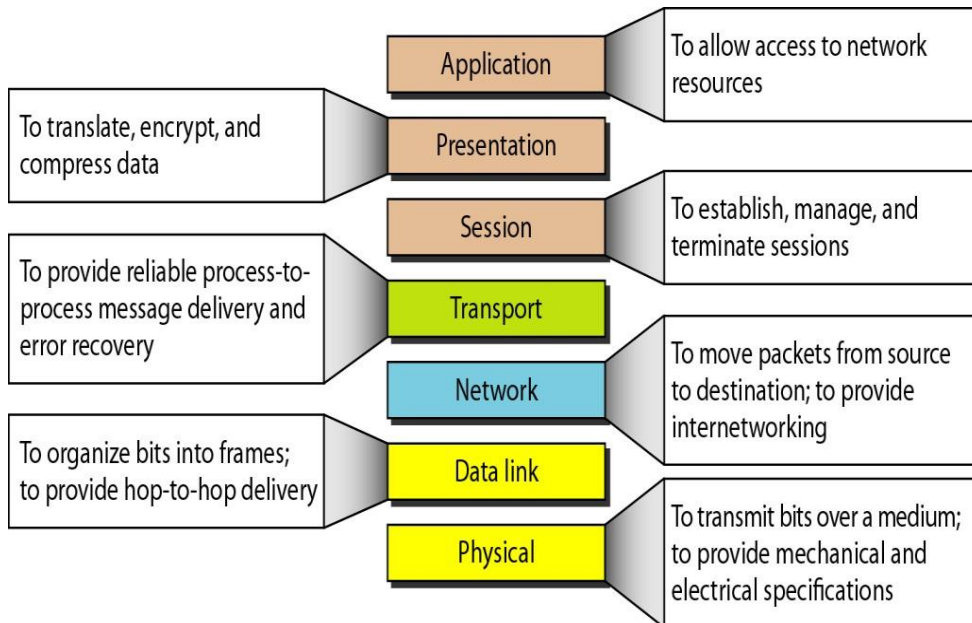 Application
To allow access to network
resources
To translate, encrypt, and
compress data
Presentation
Session
To establish, manage, and
terminate sessions
To provide reliable process-to-
process message delivery and
error recovery
Transport
Network
To move packets from source
to destination; to provide
internetworking
To organize bits into frames;
to provide hop-to-hop delivery
Data link
Physical
To transmit bits over a medium;
to provide mechanical and
electrical specifications